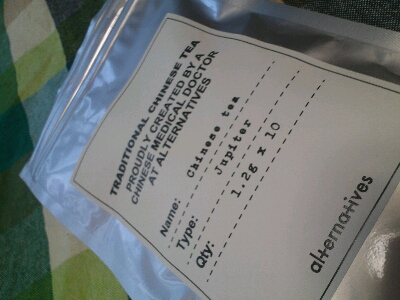 TRADITIONAL CHINESE TEA
PROUDLY CREATED BY A
CHINESE MEDICAL DOCTOR
AT ALTERNATIVES
Name: Chinese tea
Type: Jupiter
Qty: 1.2g x 10
alternatives